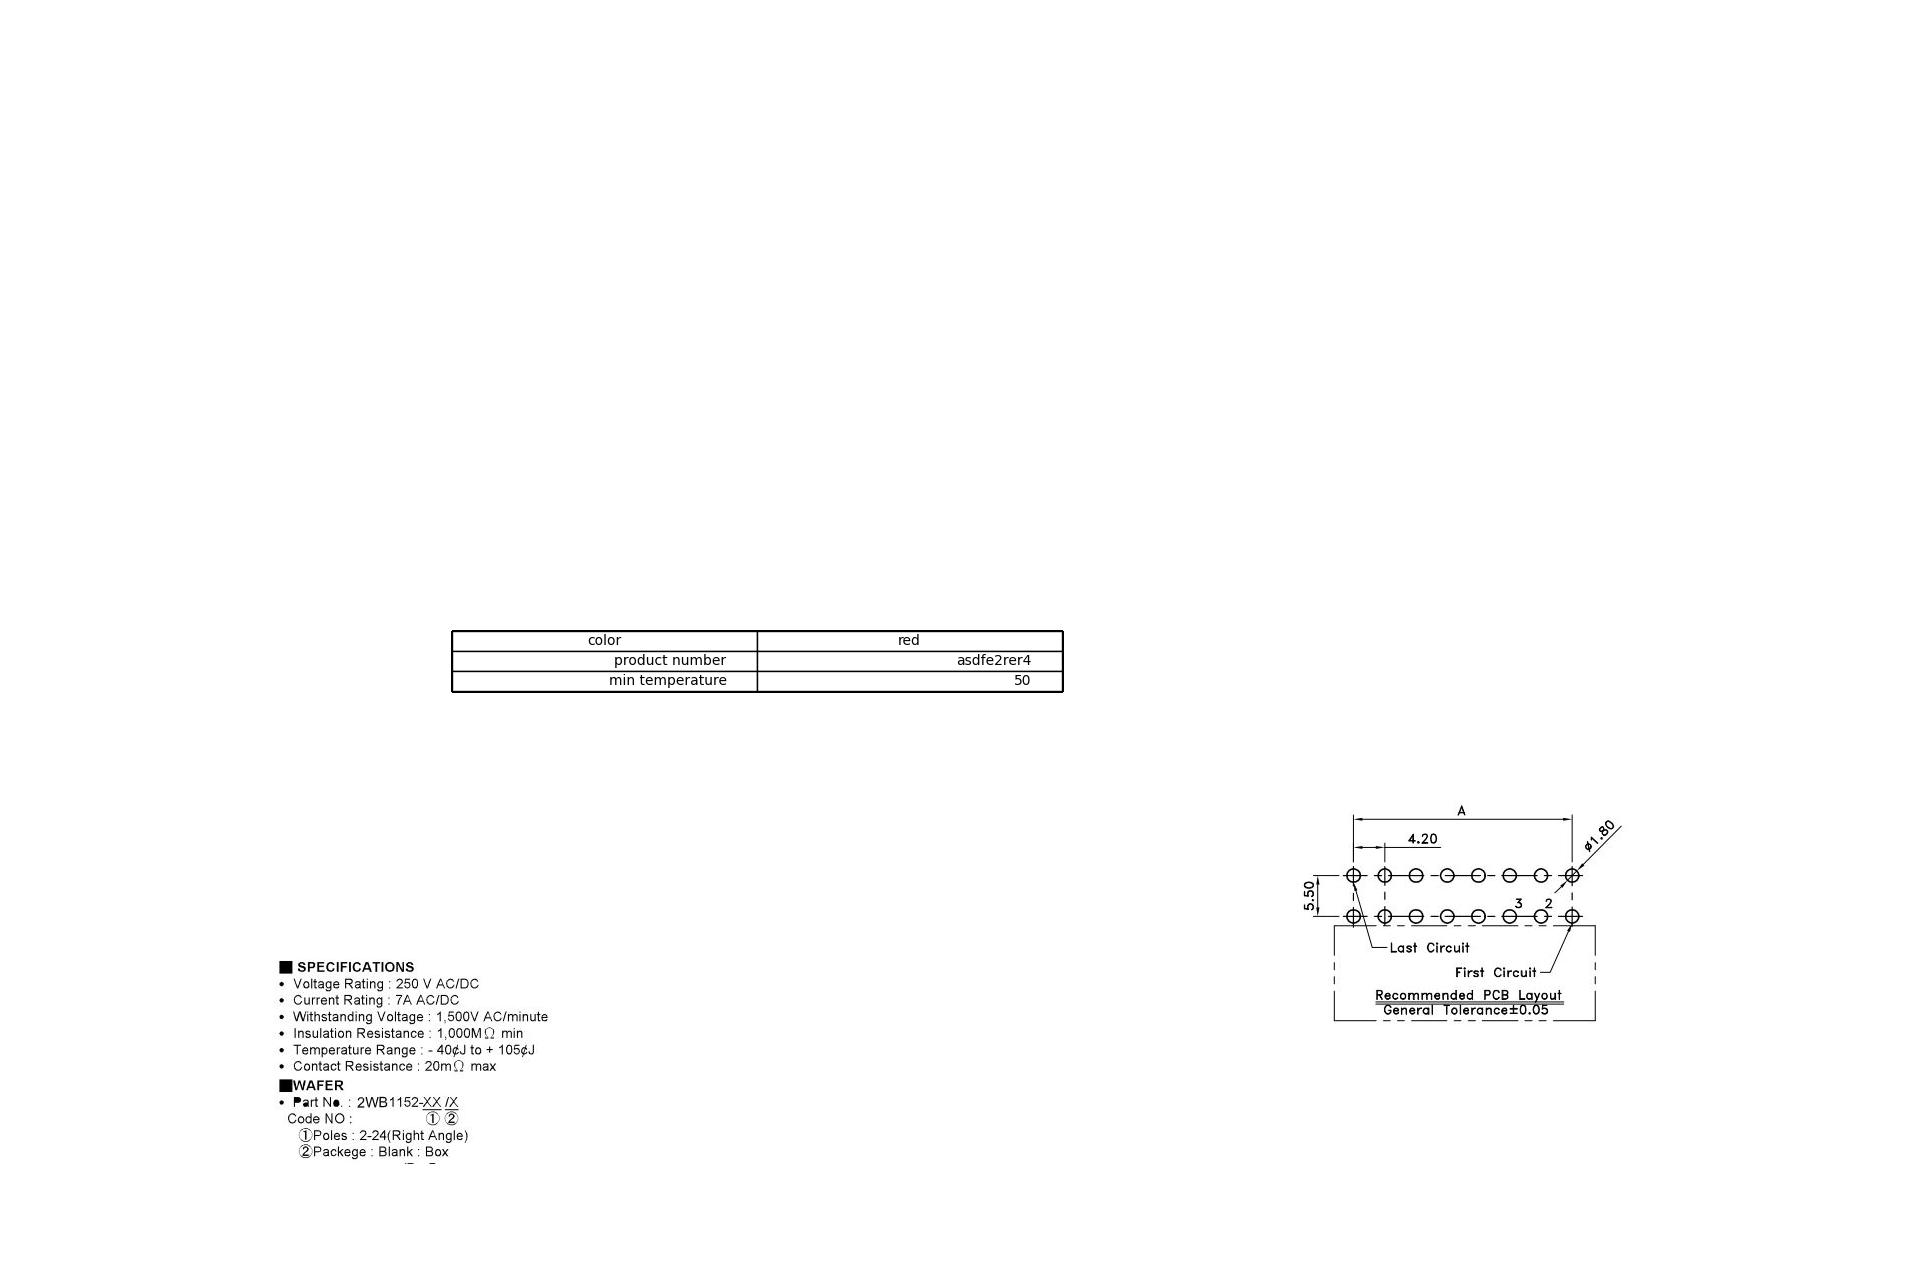 color red
product number asdfe2rer4
min temperature 50
A
4.20
ø1.80
5.50
3 2
Last Circuit
First Circuit
Recommended PCB Layout
General Tolerance±0.05
■ SPECIFICATIONS
• Voltage Rating : 250 V AC/DC
• Current Rating : 7A AC/DC
• Withstanding Voltage : 1,500V AC/minute
• Insulation Resistance : 1,000MΩ min
• Temperature Range : - 40¢J to + 105¢J
• Contact Resistance : 20mΩ max
■WAFER
• Part No. : 2WB1152-XX /X
Code NO : ① ②
①Poles : 2-24(Right Angle)
②Packege : Blank : Box